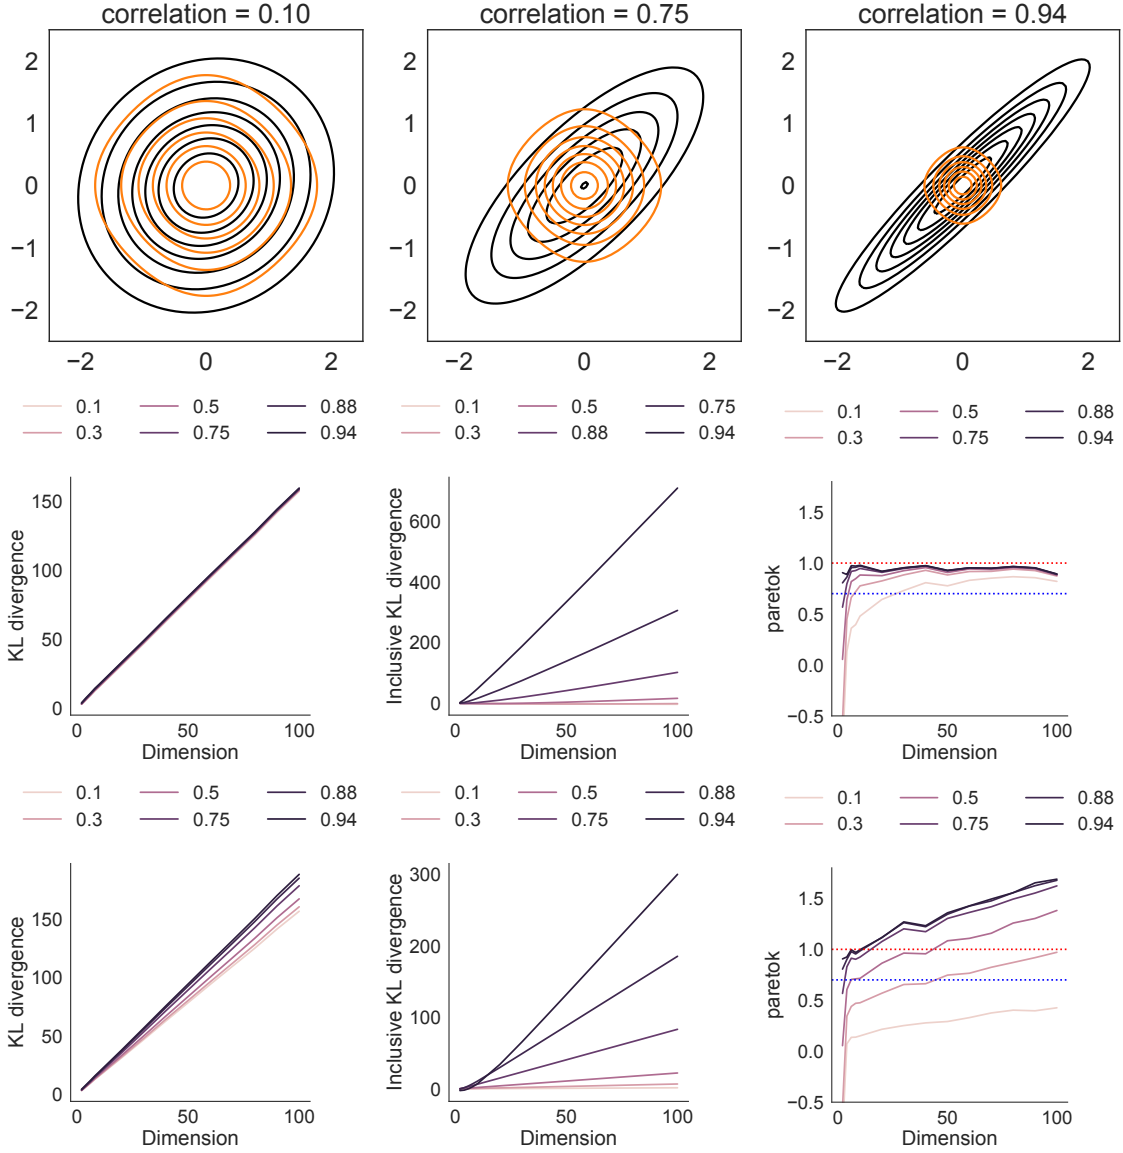 correlation = 0.10
correlation = 0.75
correlation = 0.94
2
1
0
−1
−2
−2 0 2
2
1
0
−1
−2
−2 0 2
2
1
0
−1
−2
−2 0 2
0.1 0.5 0.88
0.3 0.75 0.94
0.1 0.5 0.75
0.3 0.88 0.94
0.1 0.5 0.88
0.3 0.75 0.94
KL divergence
150
100
50
0
0 50 100
Dimension
Inclusive KL divergence
600
400
200
0
0 50 100
Dimension
paretok
1.5
1.0
0.5
0.0
−0.5
0 50 100
Dimension
0.1 0.5 0.88
0.3 0.75 0.94
0.1 0.5 0.88
0.3 0.75 0.94
0.1 0.5 0.88
0.3 0.75 0.94
KL divergence
150
100
50
0
0 50 100
Dimension
Inclusive KL divergence
300
200
100
0
0 50 100
Dimension
paretok
1.5
1.0
0.5
0.0
−0.5
0 50 100
Dimension